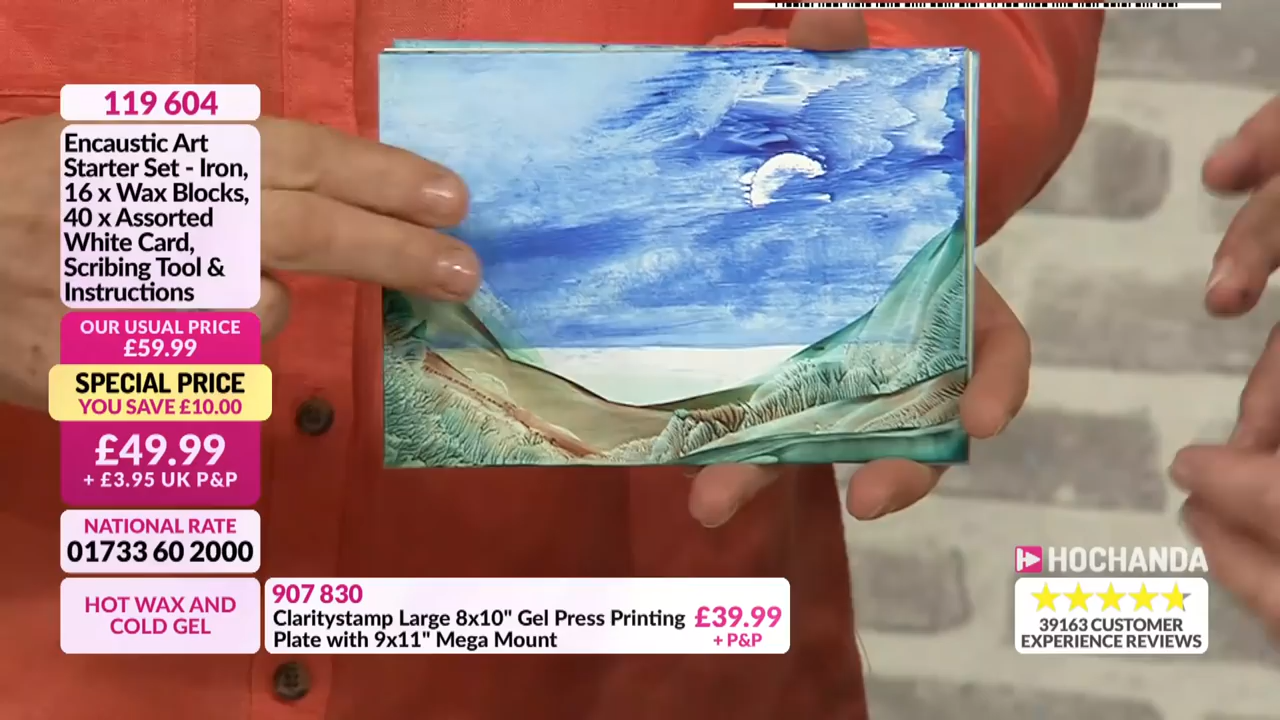 119 604
Encaustic Art
Starter Set - Iron,
16 x Wax Blocks,
40 x Assorted
White Card,
Scribing Tool &
Instructions
OUR USUAL PRICE
£59.99
SPECIAL PRICE
YOU SAVE £10.00
£49.99
+ £3.95 UK P&P
NATIONAL RATE
01733 60 2000
HOT WAX AND
COLD GEL
907 830
Claritystamp Large 8x10" Gel Press Printing
Plate with 9x11" Mega Mount
£39.99
+ P&P
HOCHANDA
39163 CUSTOMER
EXPERIENCE REVIEWS